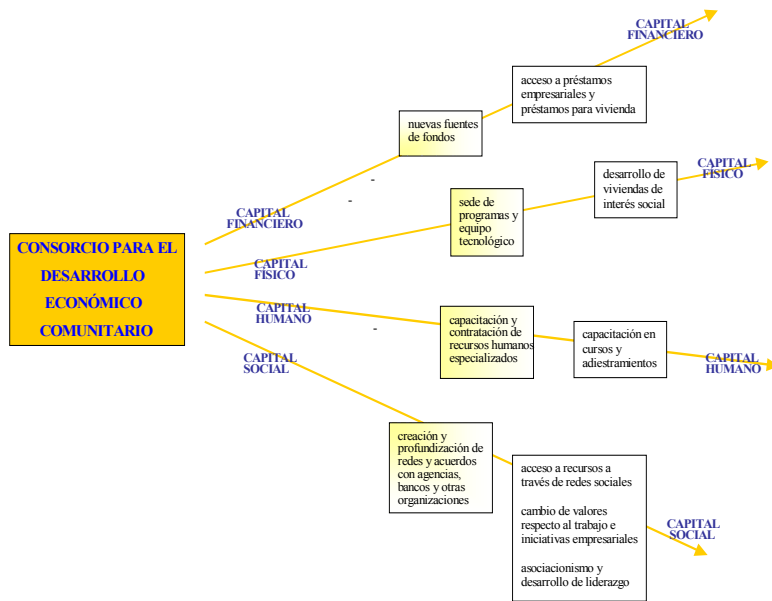 CONSORCIO PARA EL
DESARROLLO
ECONÓMICO
COMUNITARIO
CAPITAL
FINANCIERO
nuevas fuentes
de fondos
acceso a préstamos
empresariales y
préstamos para vivienda
CAPITAL
FINANCIERO
-
-
CAPITAL
FÍSICO
sede de
programas y
equipo
tecnológico
desarrollo de
viviendas de
interés social
CAPITAL
FÍSICO
CAPITAL
HUMANO
-
capacitación y
contratación de
recursos humanos
especializados
capacitación en
cursos y
adiestramientos
CAPITAL
HUMANO
CAPITAL
SOCIAL
creación y
profundización de
redes y acuerdos
con agencias,
bancos y otras
organizaciones
acceso a recursos a
través de redes sociales
cambio de valores
respecto al trabajo e
iniciativas empresariales
asociacionismo y
desarrollo de liderazgo
CAPITAL
SOCIAL